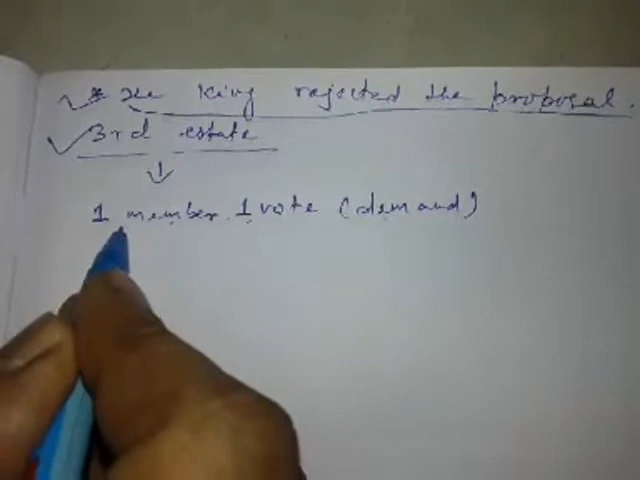 * The King rejected the proposal.
3rd estate
↓
1 member 1 vote (demand)